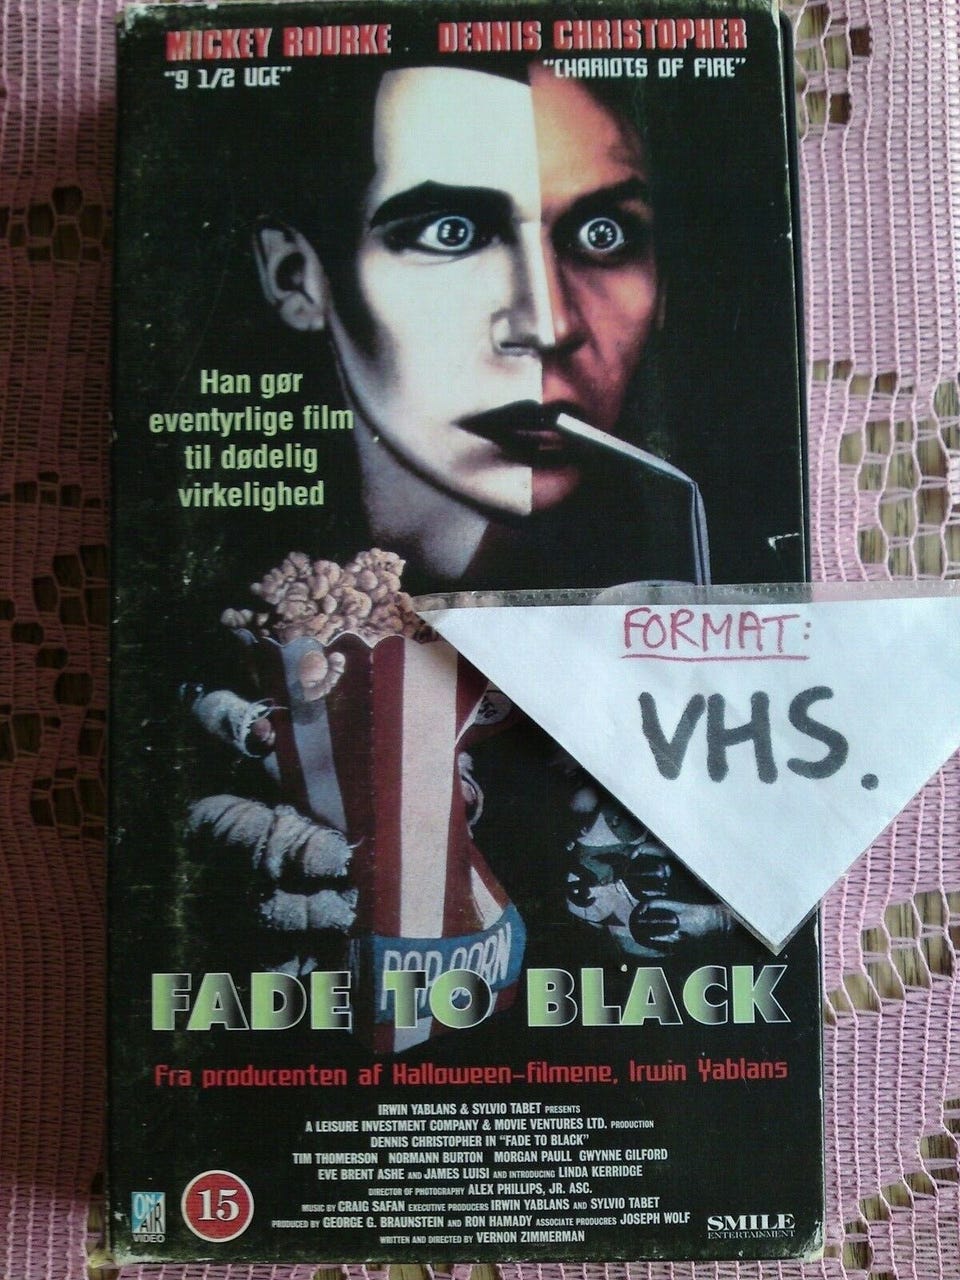 MICKEY ROURKE DENNIS CHRISTOPHER
"9 1/2 UGE" "CHARIOTS OF FIRE"
Han gør
eventyrlige film
til dødelig
virkelighed
FORMAT:
VHS.
POP CORN
FADE TO BLACK
Fra producenten af Halloween-filmene, Irwin Yablans
IRWIN YABLANS & SYLVIO TABET PRESENTS
A LEISURE INVESTMENT COMPANY & MOVIE VENTURES LTD. PRODUCTION
DENNIS CHRISTOPHER IN "FADE TO BLACK"
TIM THOMERSON NORMANN BURTON MORGAN PAULL GWYNNE GILFORD
EVE BRENT ASHE AND JAMES LUISI AND INTRODUCING LINDA KERRIDGE
DIRECTOR OF PHOTOGRAPHY ALEX PHILLIPS, JR. ASC.
MUSIC BY CRAIG SAFAN EXECUTIVE PRODUCERS IRWIN YABLANS AND SYLVIO TABET
PRODUCED BY GEORGE G. BRAUNSTEIN AND RON HAMADY ASSOCIATE PRODUCRES JOSEPH WOLF
WRITTEN AND DIRECTED BY VERNON ZIMMERMAN
ON AIR
VIDEO
15
SMILE
ENTERTAINMENT